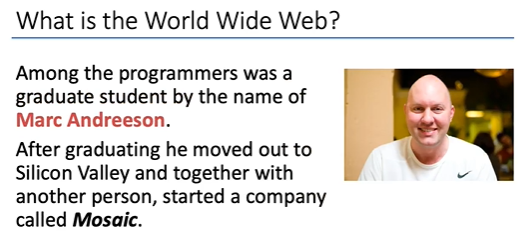 What is the World Wide Web?
Among the programmers was a
graduate student by the name of
Marc Andreeson.
After graduating he moved out to
Silicon Valley and together with
another person, started a company
called Mosaic.